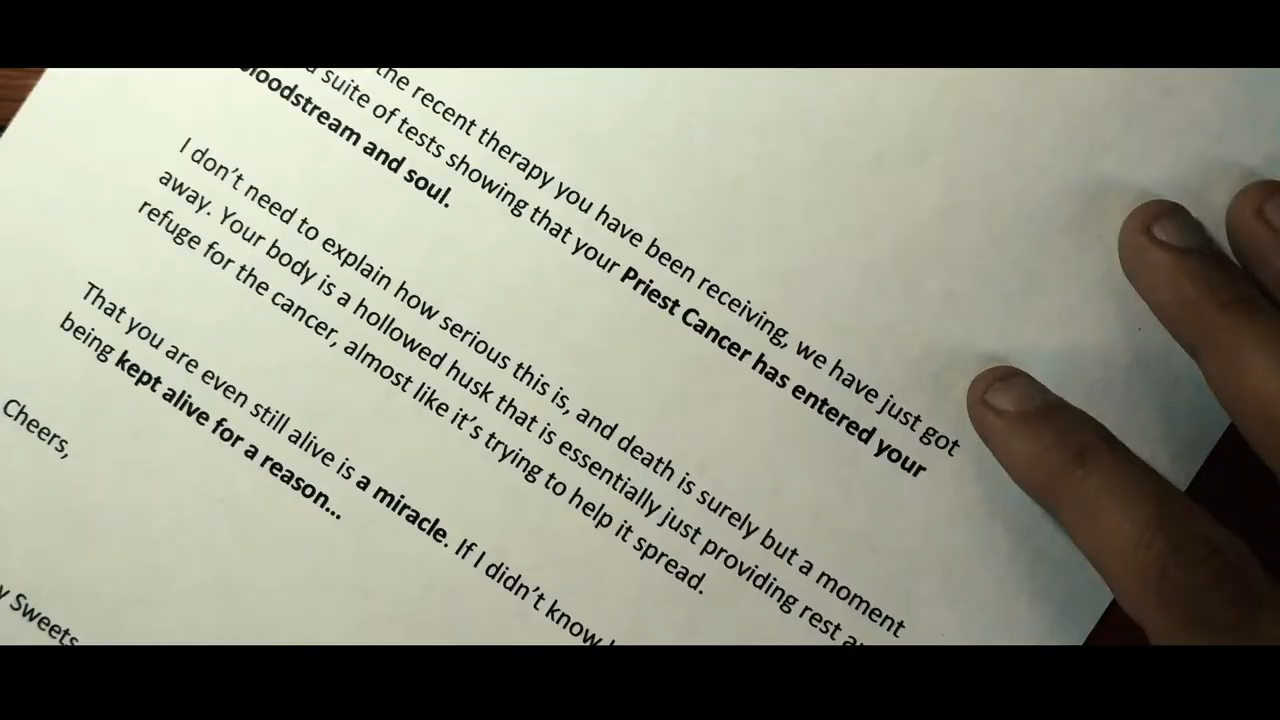 the recent therapy you have been receiving, we have just got
a suite of tests showing that your Priest Cancer has entered your
bloodstream and soul.
I don't need to explain how serious this is, and death is surely but a moment
away. Your body is a hollowed husk that is essentially just providing rest
refuge for the cancer, almost like it's trying to help it spread.
That you are even still alive is a miracle. If I didn't know
being kept alive for a reason...
Cheers,
Sweets